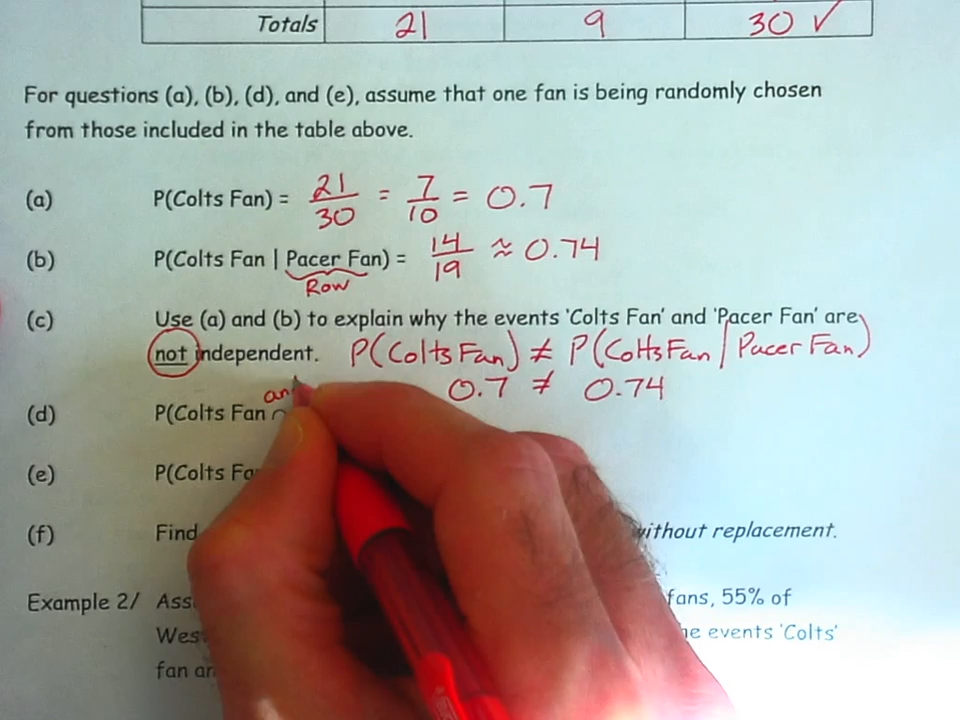 Totals 21 9 30 ✓
For questions (a), (b), (d), and (e), assume that one fan is being randomly chosen
from those included in the table above.
(a) P(Colts Fan) = 21/30 = 7/10 = 0.7
(b) P(Colts Fan | Pacer Fan) = 14/19 ≈ 0.74
Row
(c) Use (a) and (b) to explain why the events 'Colts Fan' and 'Pacer Fan' are
not independent. P(Colts Fan) ≠ P(Colts Fan | Pacer Fan)
0.7 ≠ 0.74
(d) P(Colts Fan ∩
(e) P(Colts
(f) Find without replacement.
Example 2/ fans, 55% of
events 'Colts'
fan